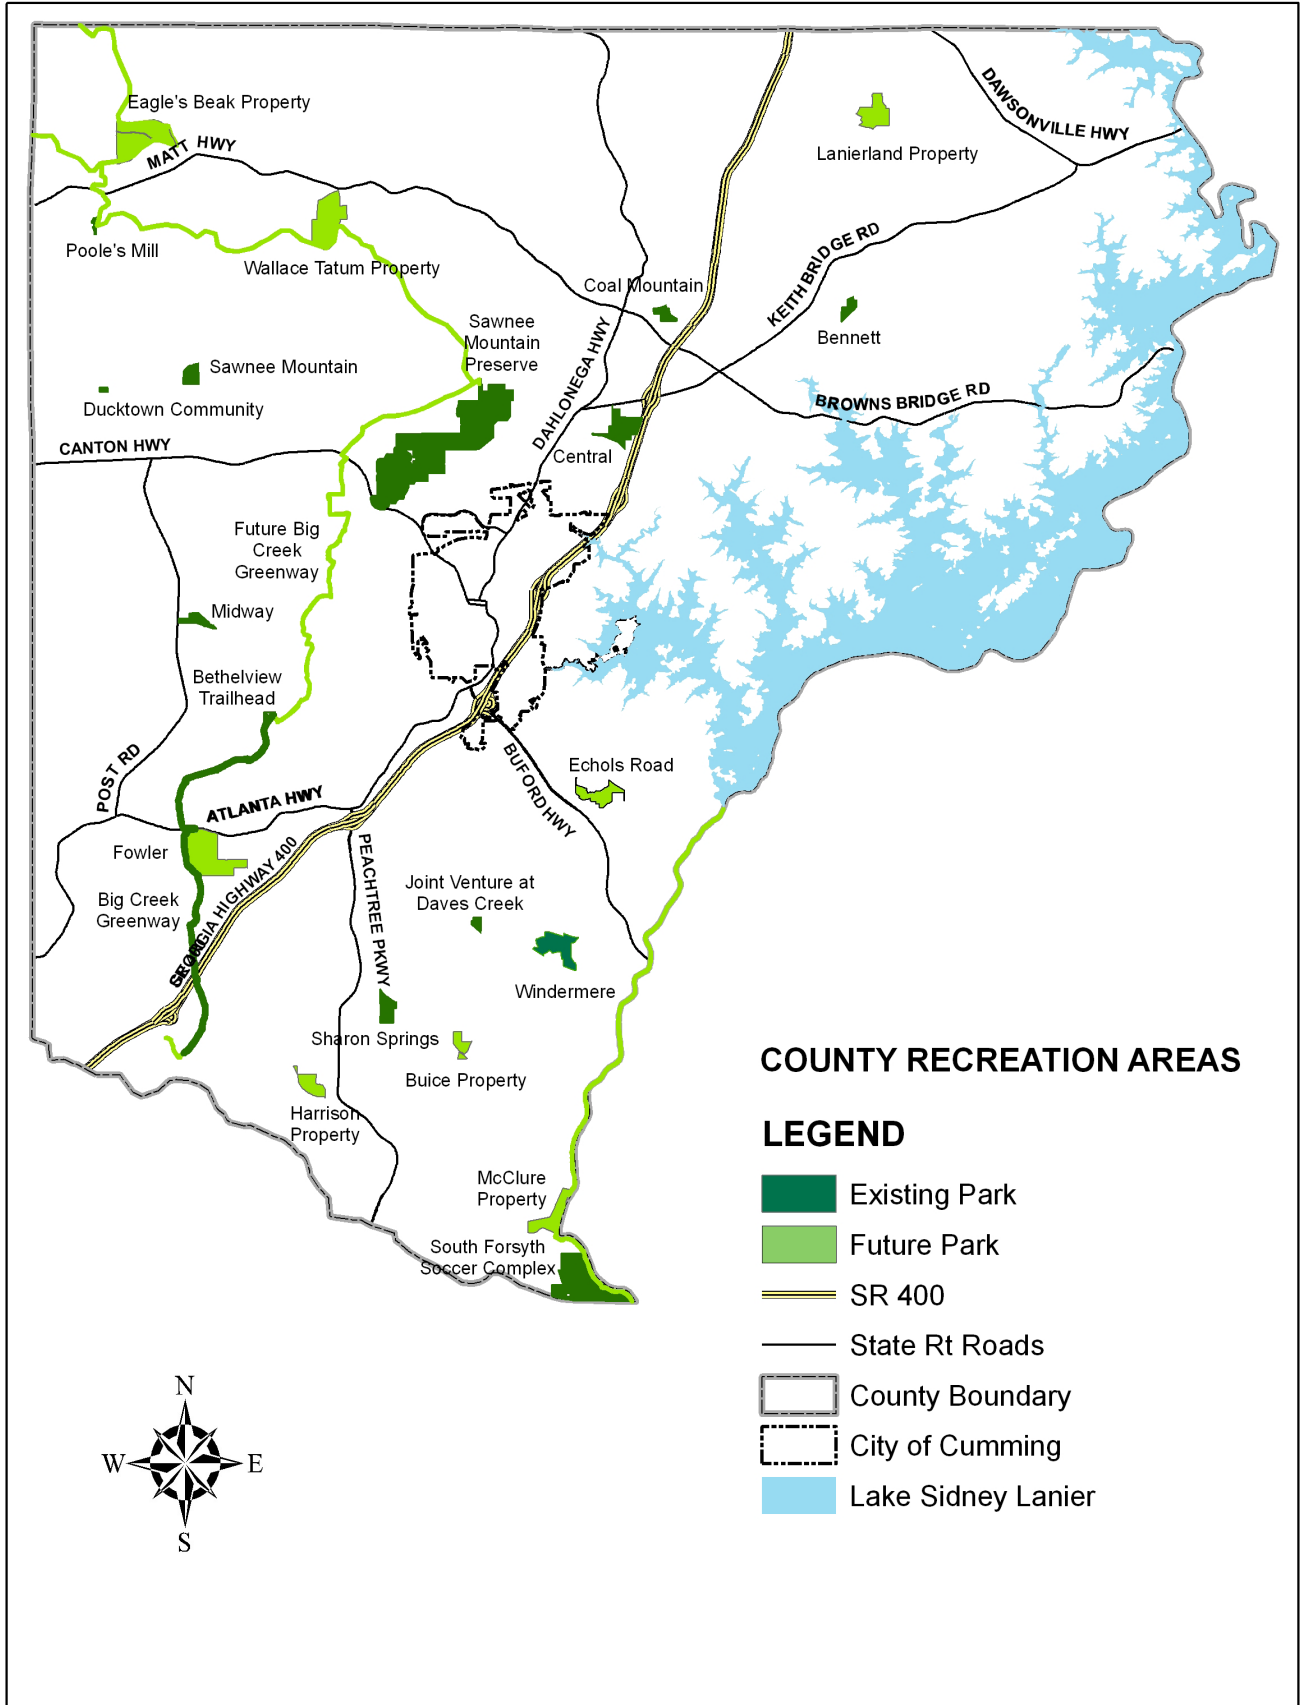 Eagle's Beak Property
MATT HWY
DAWSONVILLE HWY
Lanierland Property
Poole's Mill
Wallace Tatum Property
KEITH BRIDGE RD
Coal Mountain
Sawnee
Mountain
Preserve
Bennett
DAHLONEGA HWY
Sawnee Mountain
Ducktown Community
BROWNS BRIDGE RD
CANTON HWY
Central
Future Big
Creek
Greenway
Midway
Bethelview
Trailhead
POST RD
BUFORD HWY
Echols Road
ATLANTA HWY
Fowler
GEORGIA HIGHWAY 400
PEACHTREE PKWY
Joint Venture at
Daves Creek
Big Creek
Greenway
Windermere
Sharon Springs
Buice Property
Harrison
Property
McClure
Property
South Forsyth
Soccer Complex
COUNTY RECREATION AREAS
LEGEND
Existing Park
Future Park
SR 400
State Rt Roads
County Boundary
City of Cumming
Lake Sidney Lanier
N
W
E
S